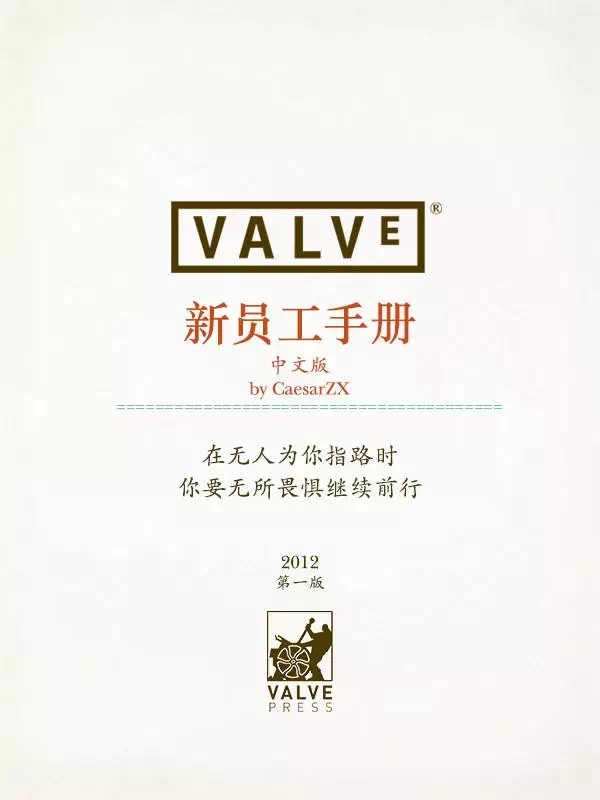 VALVE®
新员工手册
中文版
by CaesarZX
在无人为你指路时
你要无所畏惧继续前行
2012
第一版
VALVE
PRESS